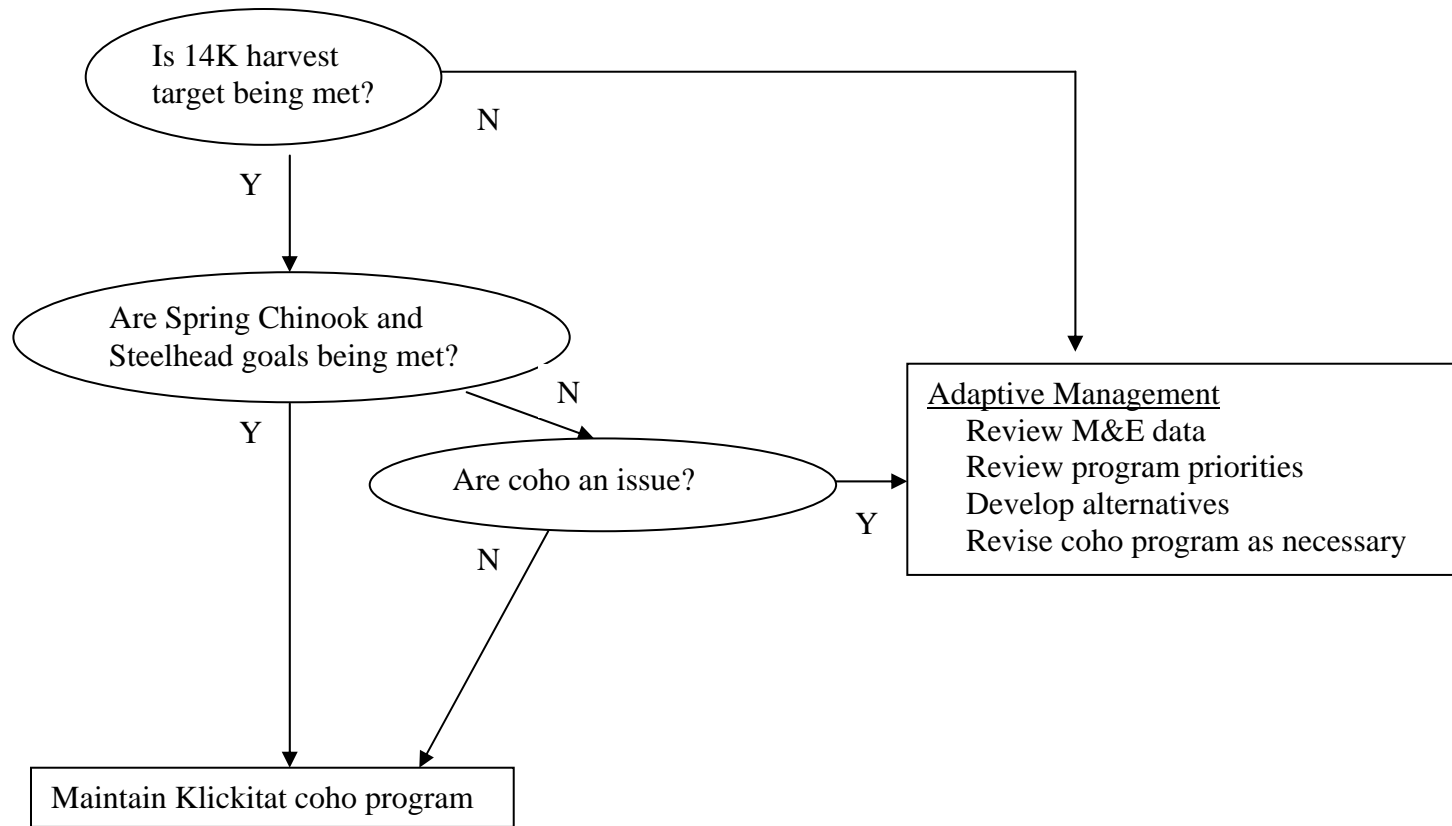 Is 14K harvest
target being met?
N
Y
Are Spring Chinook and
Steelhead goals being met?
N
Y
Adaptive Management
Review M&E data
Review program priorities
Develop alternatives
Revise coho program as necessary
Are coho an issue?
Y
N
Maintain Klickitat coho program